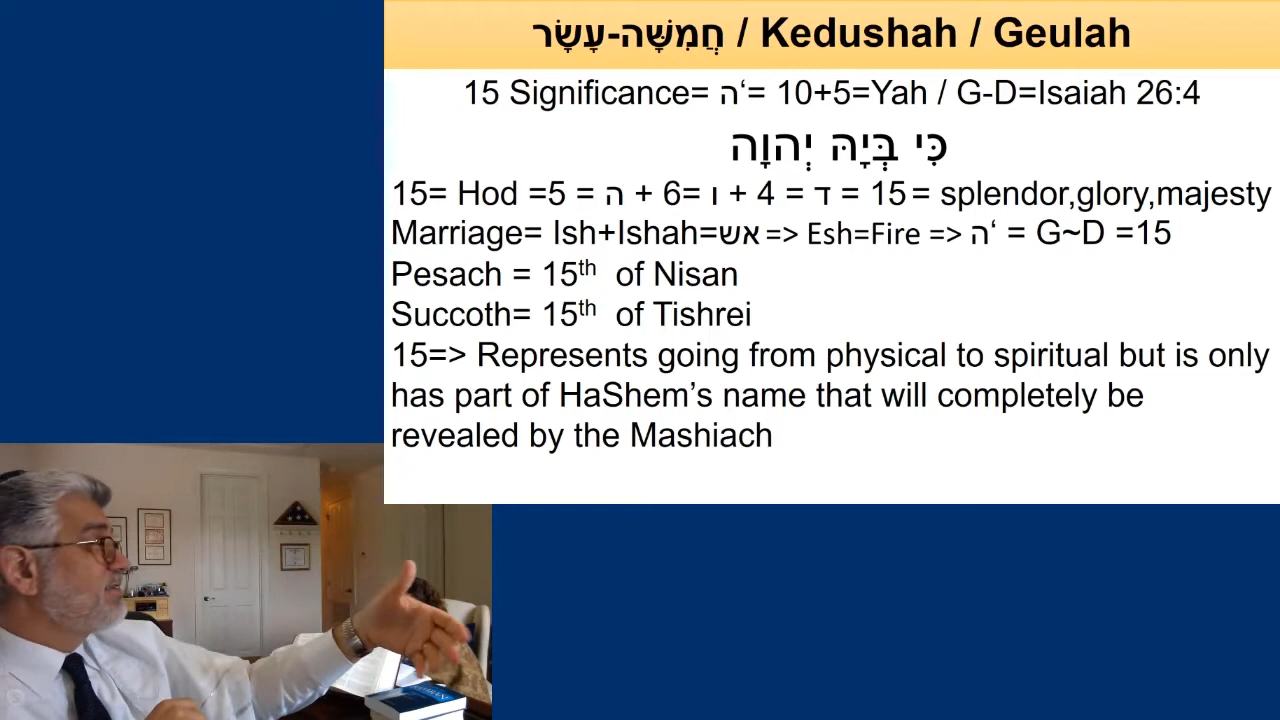 חֲמִשָּׁה-עָשָׂר / Kedushah / Geulah
15 Significance= ה‘= 10+5=Yah / G-D=Isaiah 26:4
כִּי בְּיָהּ יְהוָה
15= Hod =5 = ה + 6= ו + 4 = ד = 15= splendor,glory,majesty
Marriage= Ish+Ishah=אש=> Esh=Fire => ה‘ = G~D =15
Pesach = 15th of Nisan
Succoth= 15th of Tishrei
15=> Represents going from physical to spiritual but is only
has part of HaShem’s name that will completely be
revealed by the Mashiach